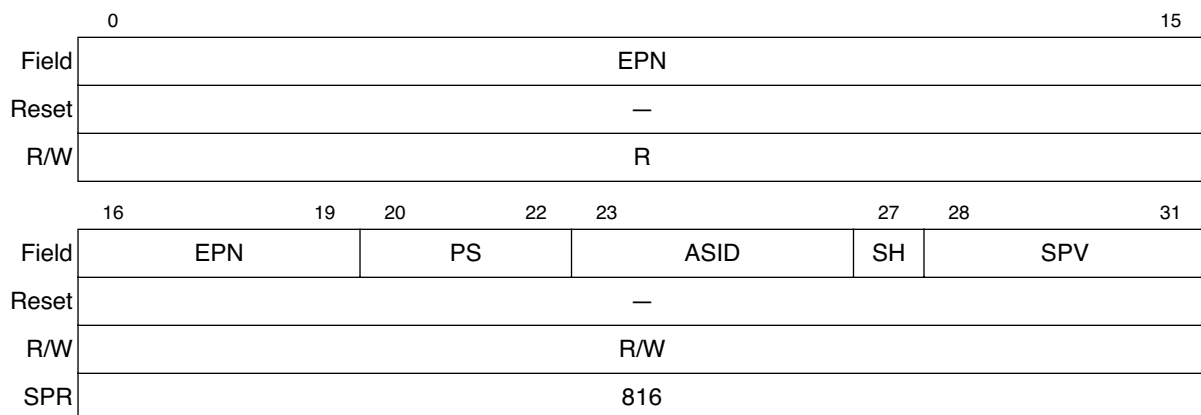 0 15
Field EPN
Reset —
R/W R
16 19 20 22 23 27 28 31
Field EPN PS ASID SH SPV
Reset —
R/W R/W
SPR 816